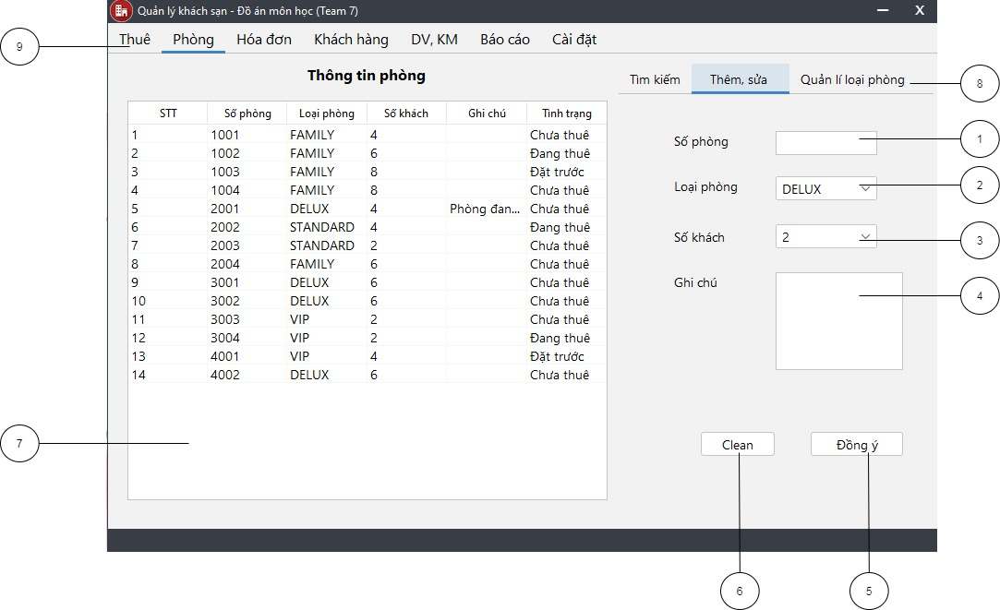 Quản lý khách sạn - Đồ án môn học (Team 7)
X
Thuê Phòng Hóa đơn Khách hàng DV, KM Báo cáo Cài đặt
9
Thông tin phòng
Tìm kiếm Thêm, sửa Quản lí loại phòng
8
STT Số phòng Loại phòng Số khách Ghi chú Tình trạng
1 1001 FAMILY 4 Chưa thuê
2 1002 FAMILY 6 Đang thuê
3 1003 FAMILY 8 Đặt trước
4 1004 FAMILY 8 Chưa thuê
5 2001 DELUX 4 Phòng đan... Chưa thuê
6 2002 STANDARD 4 Đang thuê
7 2003 STANDARD 2 Chưa thuê
8 2004 FAMILY 6 Chưa thuê
9 3001 DELUX 6 Chưa thuê
10 3002 DELUX 6 Chưa thuê
11 3003 VIP 2 Chưa thuê
12 3004 VIP 2 Đang thuê
13 4001 VIP 4 Đặt trước
14 4002 DELUX 6 Chưa thuê
7
Số phòng
1
Loại phòng DELUX
2
Số khách 2
3
Ghi chú
4
Clean Đồng ý
6 5